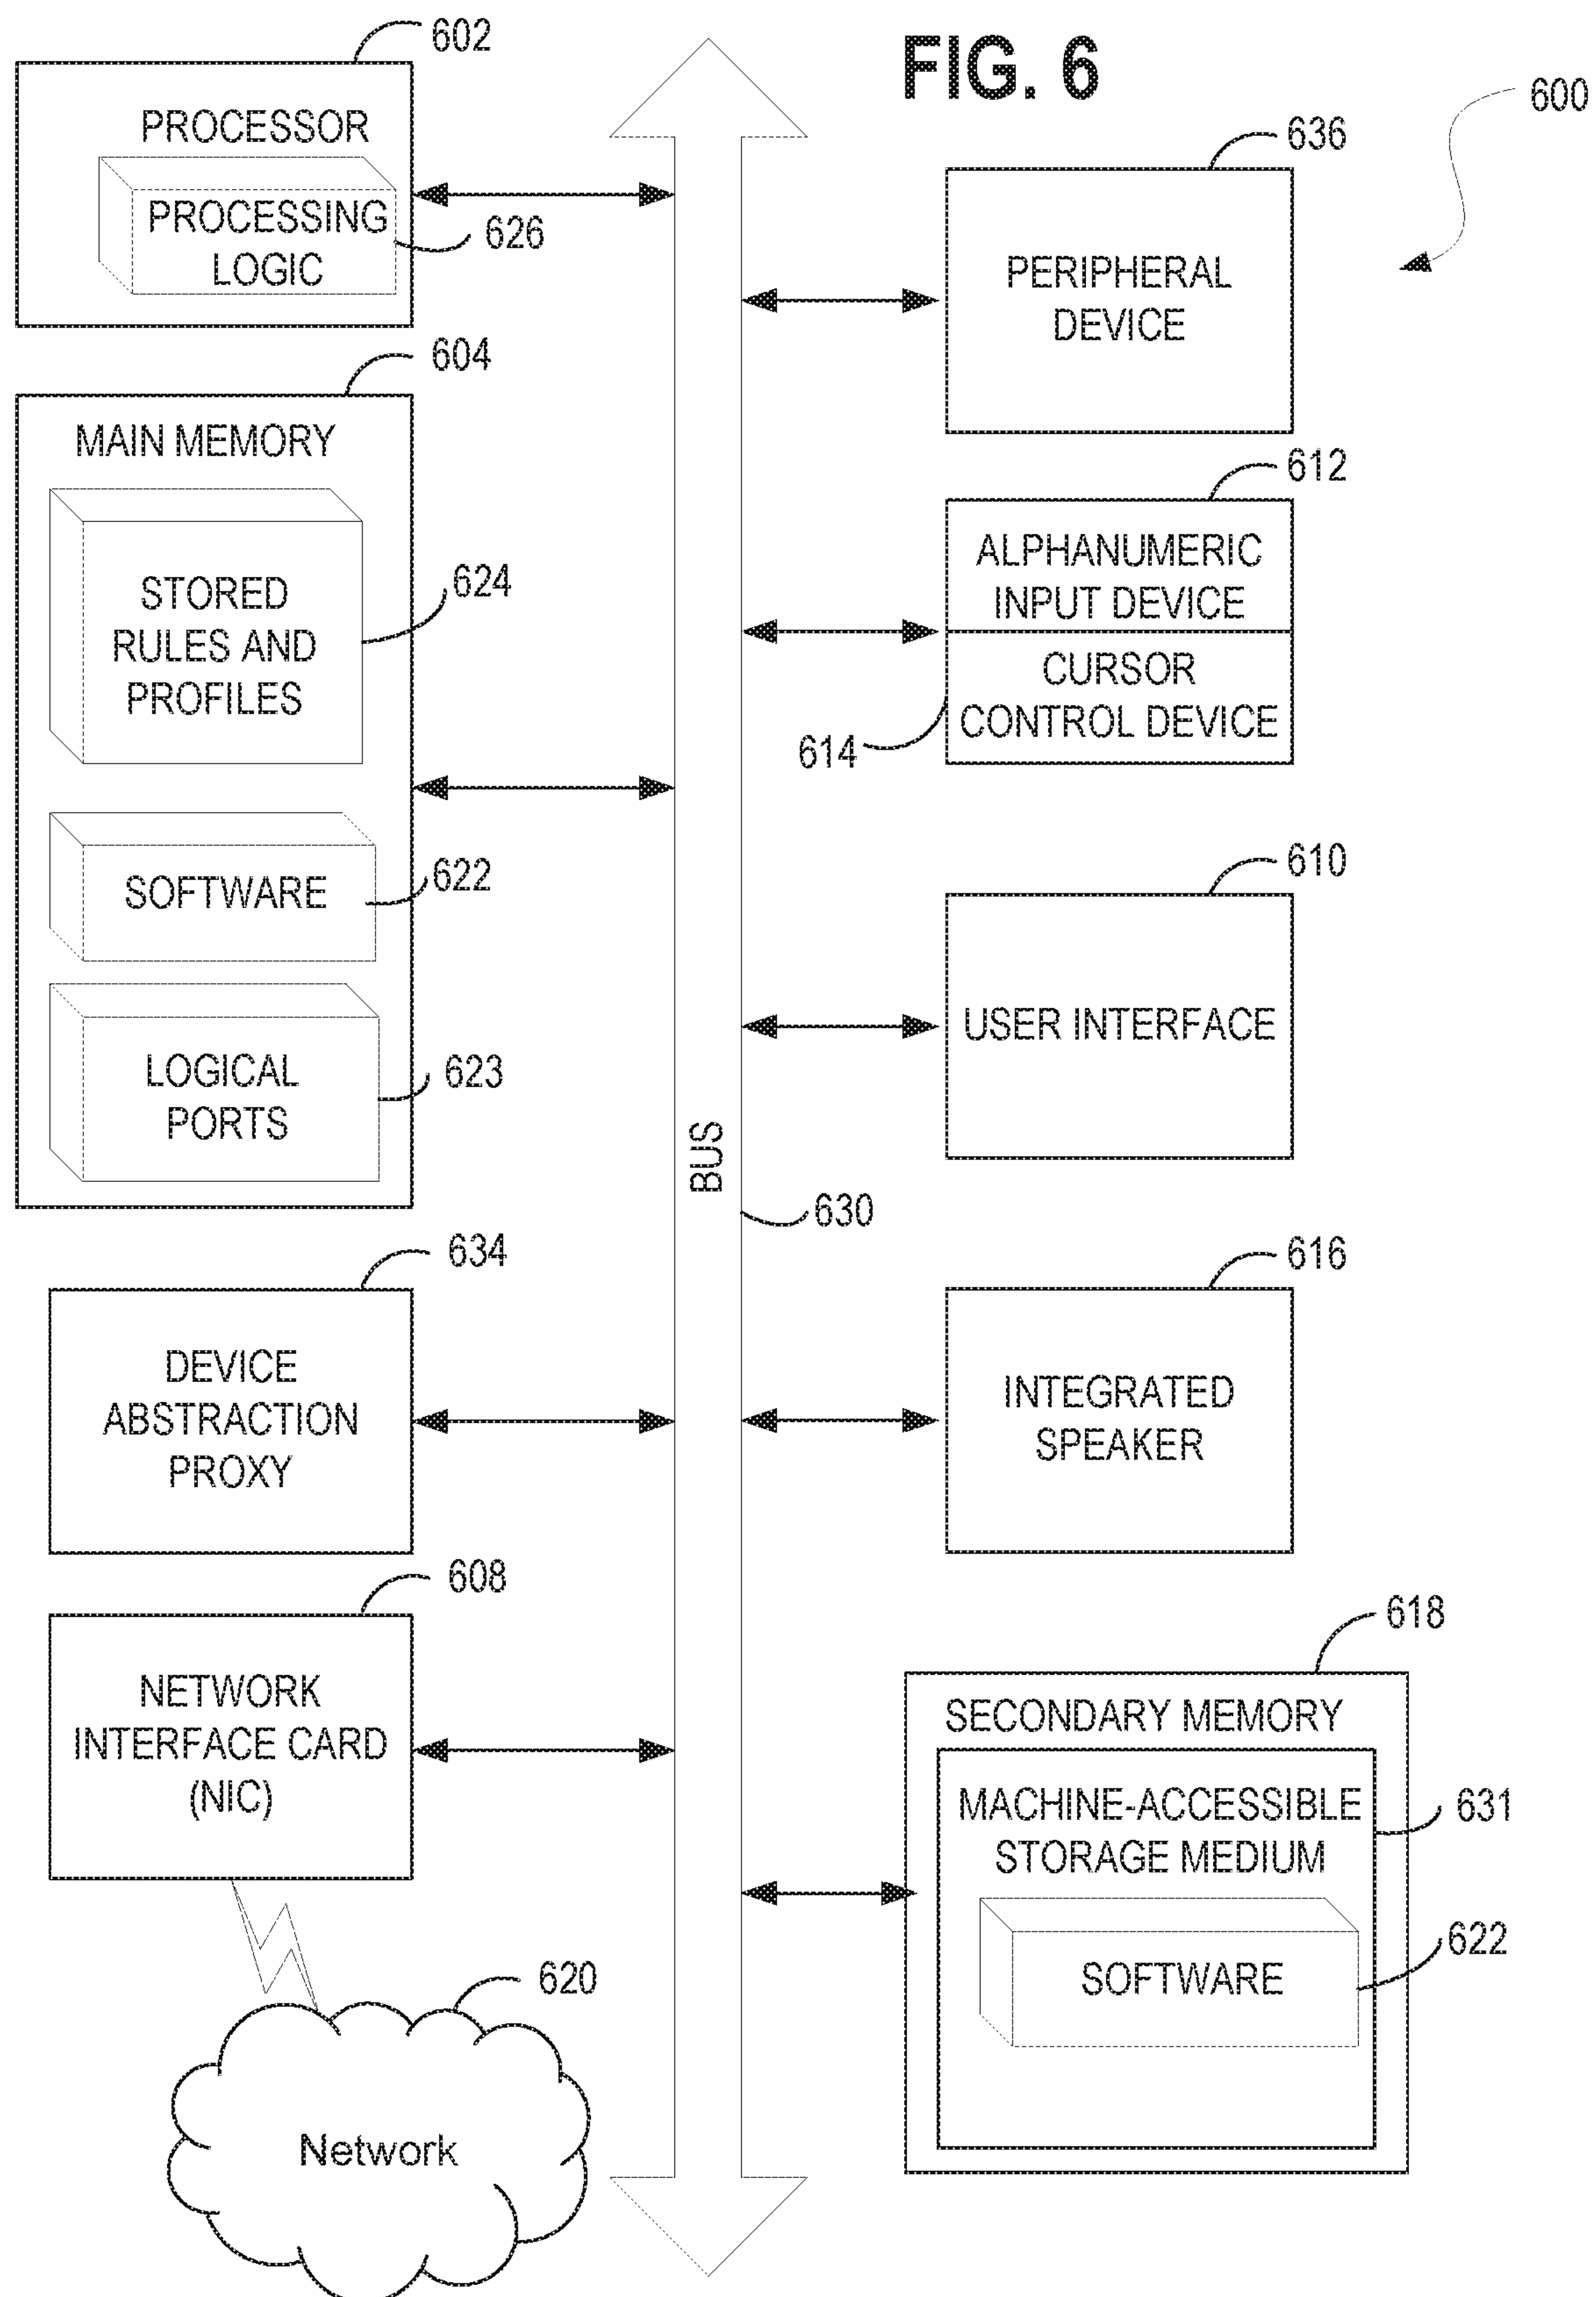 FIG. 6
600
602
PROCESSOR
PROCESSING
LOGIC
626
604
MAIN MEMORY
STORED
RULES AND
PROFILES
624
SOFTWARE
622
LOGICAL
PORTS
623
634
DEVICE
ABSTRACTION
PROXY
608
NETWORK
INTERFACE CARD
(NIC)
620
Network
BUS
630
636
PERIPHERAL
DEVICE
612
ALPHANUMERIC
INPUT DEVICE
CURSOR
CONTROL DEVICE
614
610
USER INTERFACE
616
INTEGRATED
SPEAKER
618
SECONDARY MEMORY
MACHINE-ACCESSIBLE
STORAGE MEDIUM
631
SOFTWARE
622